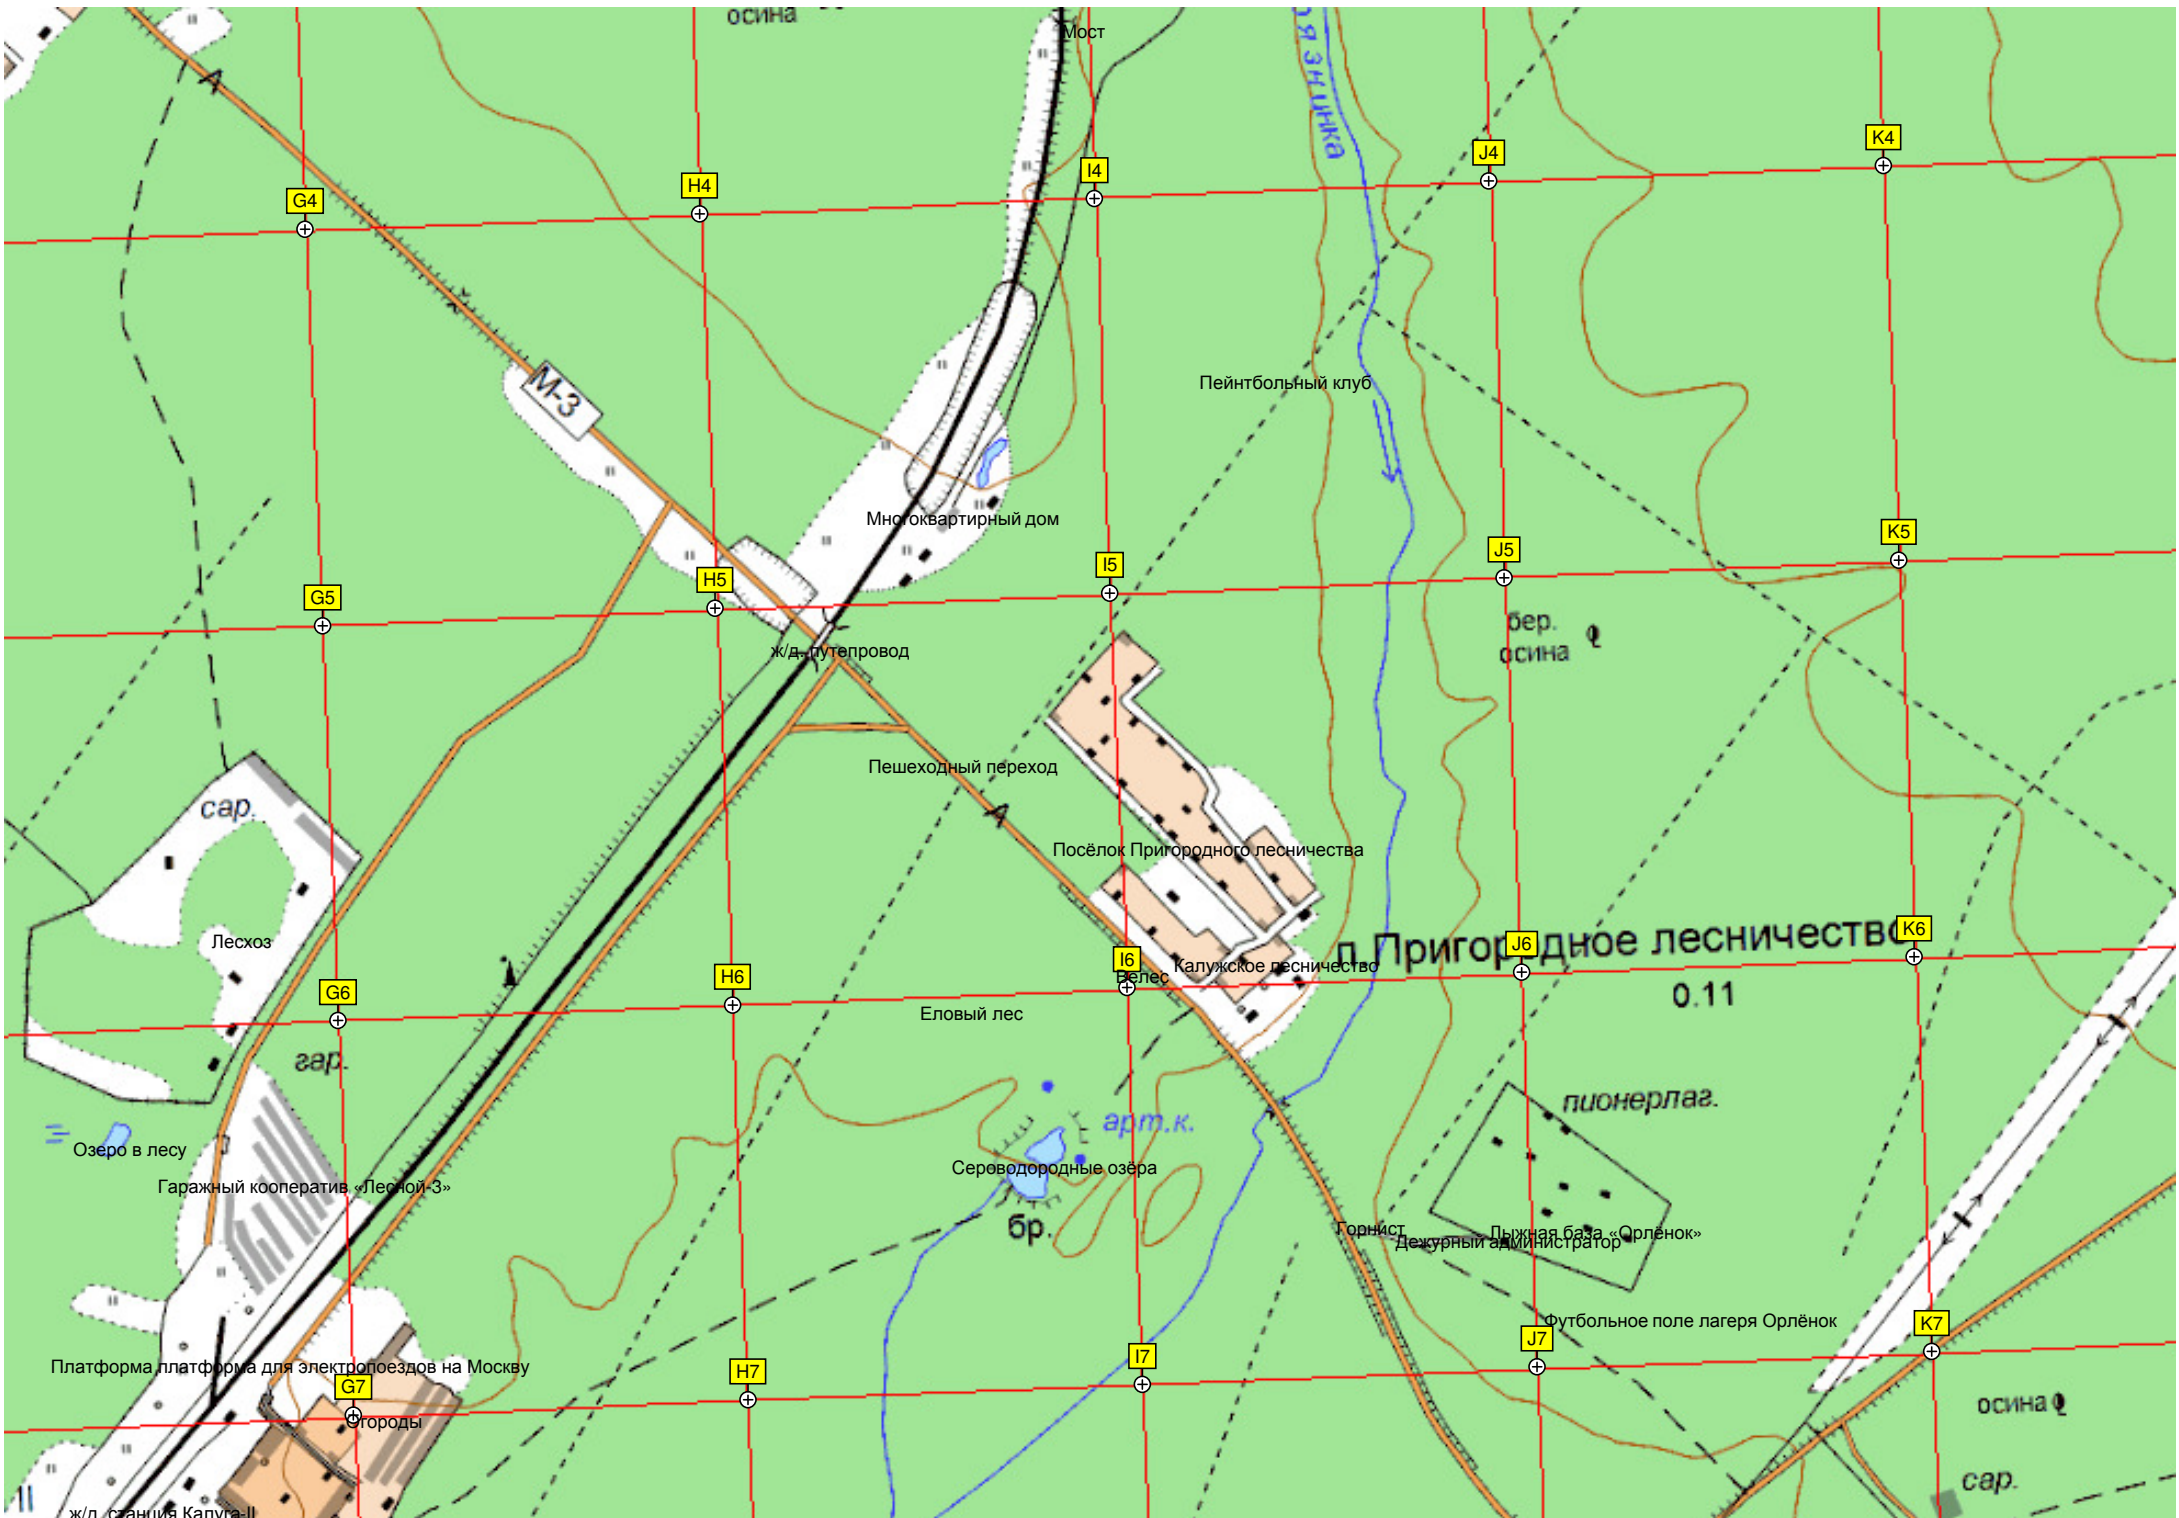 осина
Мост
K4
J4
I4
H4
G4
М-3
Пейнтбольный клуб
Многоквартирный дом
K5
J5
I5
H5
G5
бер.
осина
ж/д. путепровод
Пешеходный переход
сар.
Посёлок Пригородного лесничества
п. Пригородное лесничество
K6
J6
I6
H6
G6
Лесхоз
Калужское лесничество
Велес
0.11
Еловый лес
гар.
пионерлаг.
арт.к.
Озеро в лесу
Сероводородные озёра
Гаражный кооператив «Лесной-3»
бр.
Горнист
Лыжная база «Орлёнок»
Дежурный администратор
Футбольное поле лагеря Орлёнок
K7
J7
I7
H7
G7
Платформа платформа для электропоездов на Москву
Огороды
осина
сар.
II
ж/д. станция Калуга-II